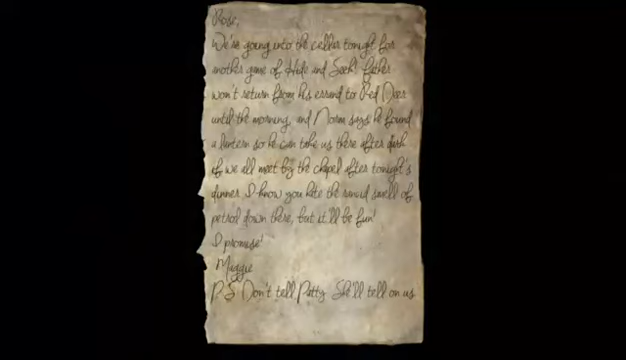 Rose,
We're going into the cellar tonight for
another game of Hide and Seek! Father
won't return from his errand to Red Deer
until the morning, and Norm says he found
a lantern so he can take us there after dark
if we all meet by the chapel after tonight's
dinner. I know you hate the rancid smell of
petrol down there, but it'll be fun!
I promise!
Maggie
P.S. Don't tell Patty. She'll tell on us.